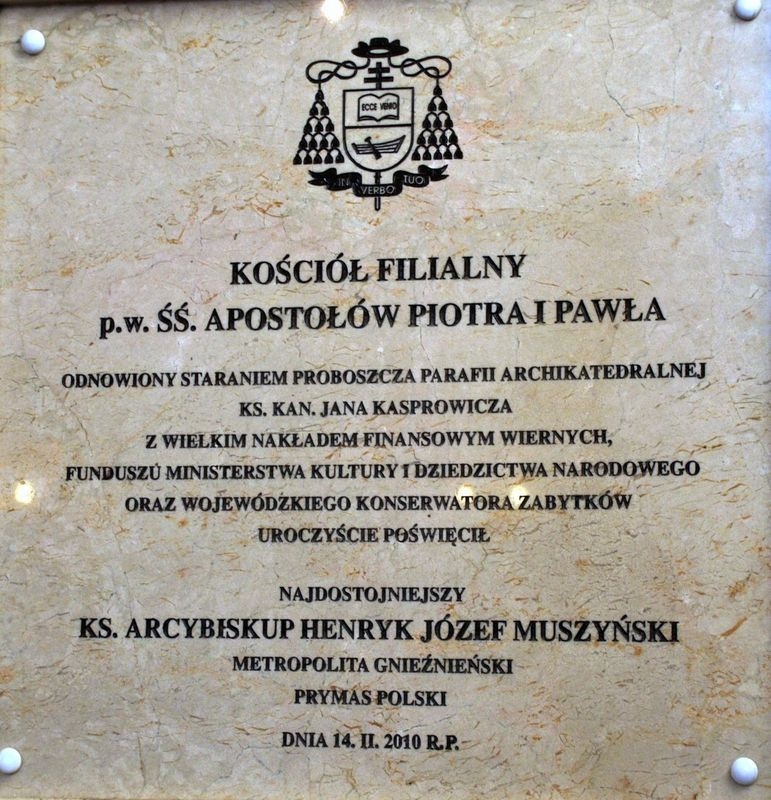 ECCE VENIO
IN VERBO TUO
KOŚCIÓŁ FILIALNY
p.w. ŚŚ. APOSTOŁÓW PIOTRA I PAWŁA
ODNOWIONY STARANIEM PROBOSZCZA PARAFII ARCHIKATEDRALNEJ
KS. KAN. JANA KASPROWICZA
Z WIELKIM NAKŁADEM FINANSOWYM WIERNYCH,
FUNDUSZU MINISTERSTWA KULTURY I DZIEDZICTWA NARODOWEGO
ORAZ WOJEWÓDZKIEGO KONSERWATORA ZABYTKÓW
UROCZYŚCIE POŚWIĘCIŁ
NAJDOSTOJNIEJSZY
KS. ARCYBISKUP HENRYK JÓZEF MUSZYŃSKI
METROPOLITA GNIEŹNIEŃSKI
PRYMAS POLSKI
DNIA 14. II. 2010 R.P.